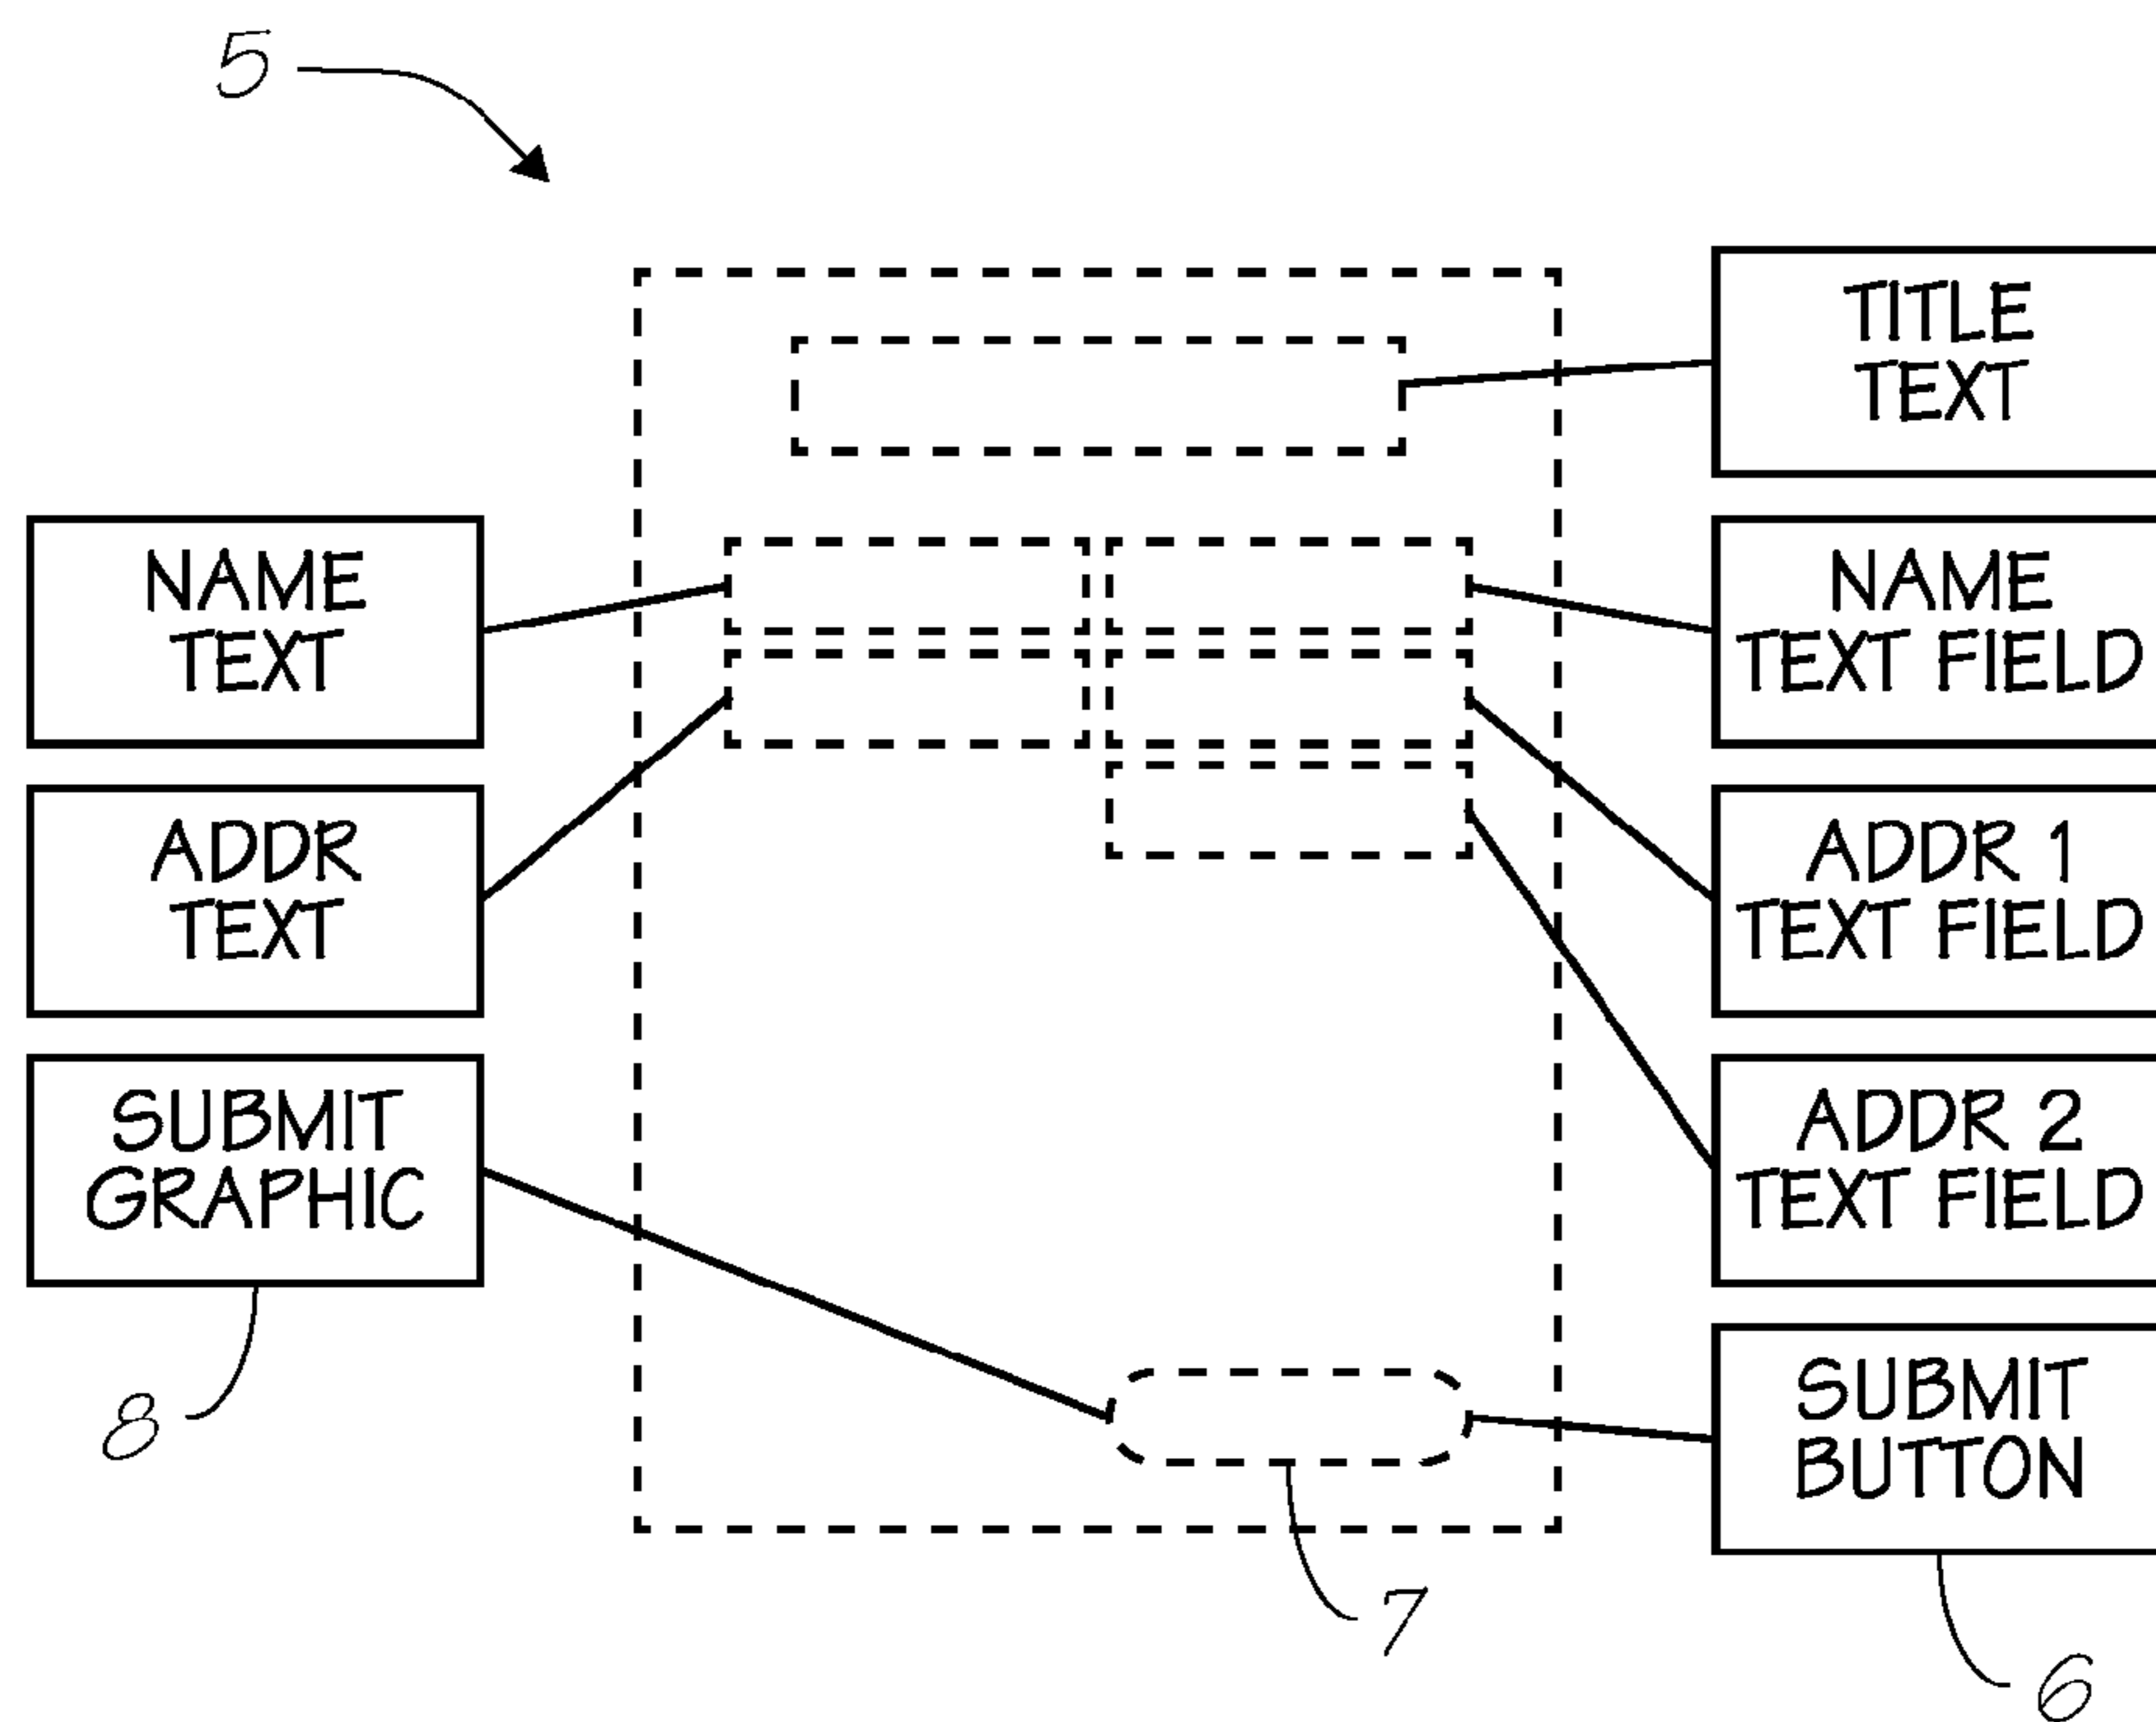 5
TITLE
TEXT
NAME
TEXT
NAME
TEXT FIELD
ADDR
TEXT
ADDR 1
TEXT FIELD
SUBMIT
GRAPHIC
ADDR 2
TEXT FIELD
SUBMIT
BUTTON
8
7
6